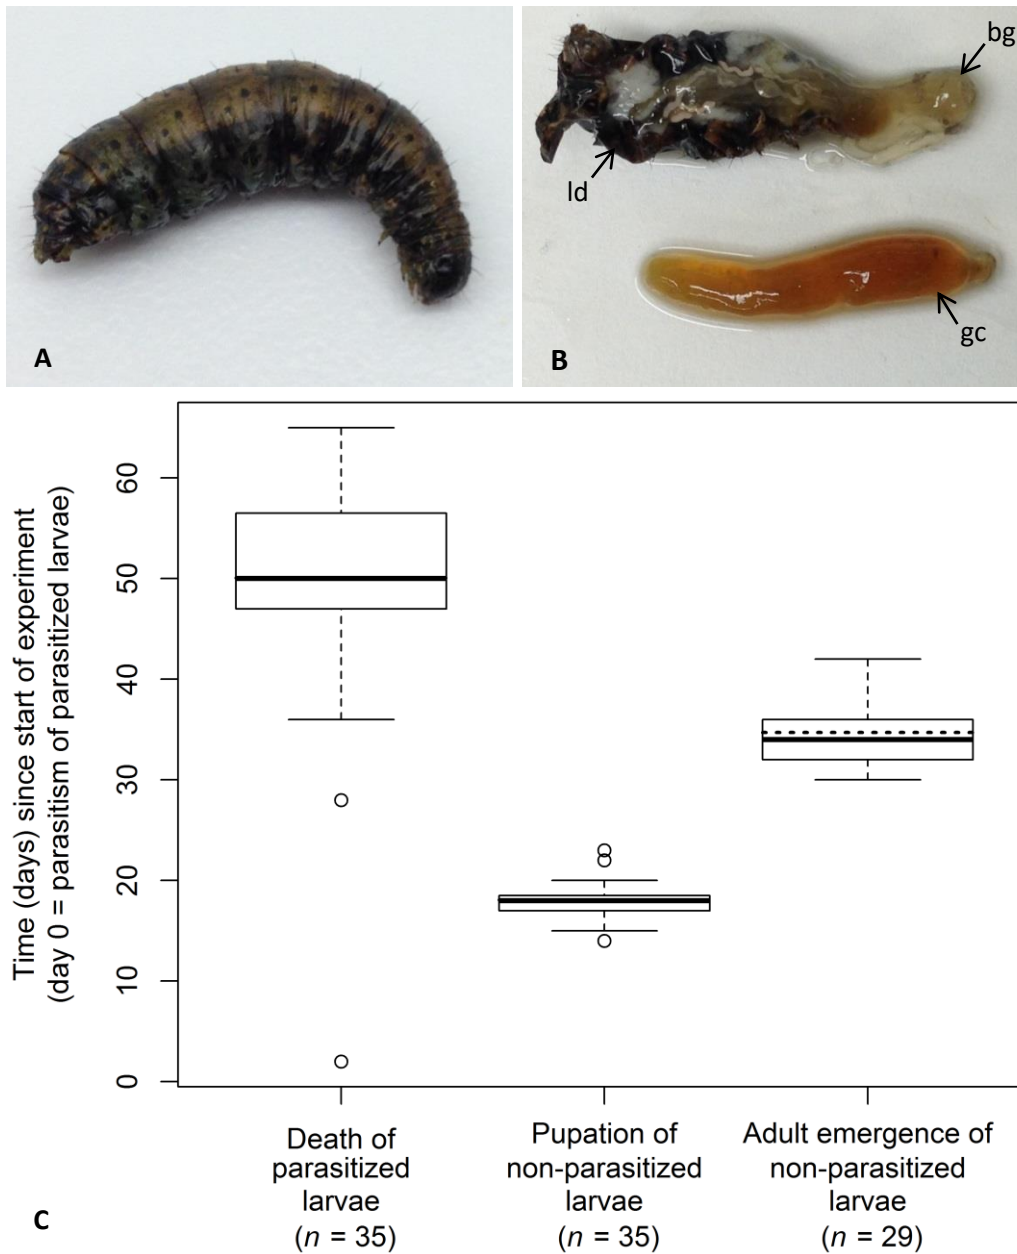 A
bg
ld
gc
B
Time (days) since start of experiment
(day 0 = parasitism of parasitized larvae)
60
50
40
30
20
10
0
Death of
parasitized
larvae
(n = 35)
Pupation of
non-parasitized
larvae
(n = 35)
Adult emergence of
non-parasitized
larvae
(n = 29)
C